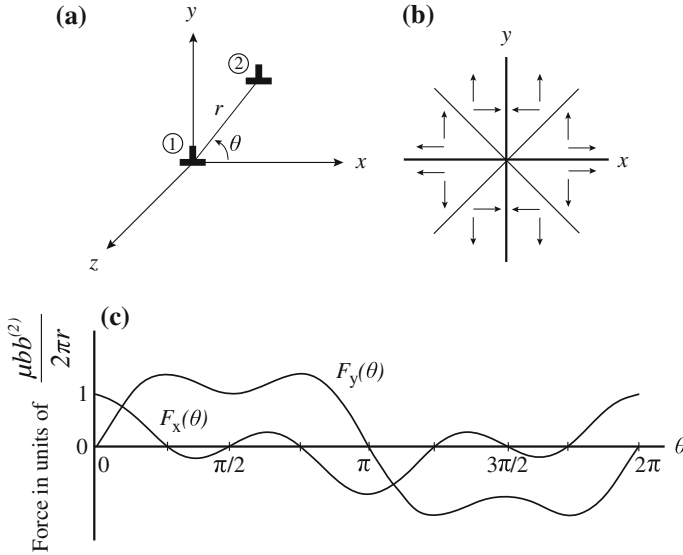 (a)
y
②
r
①
θ
x
z
(b)
y
x
(c)
Force in units of μbb⁽²⁾/2πr
1
0
F_y(θ)
F_x(θ)
0
π/2
π
3π/2
2π
θ